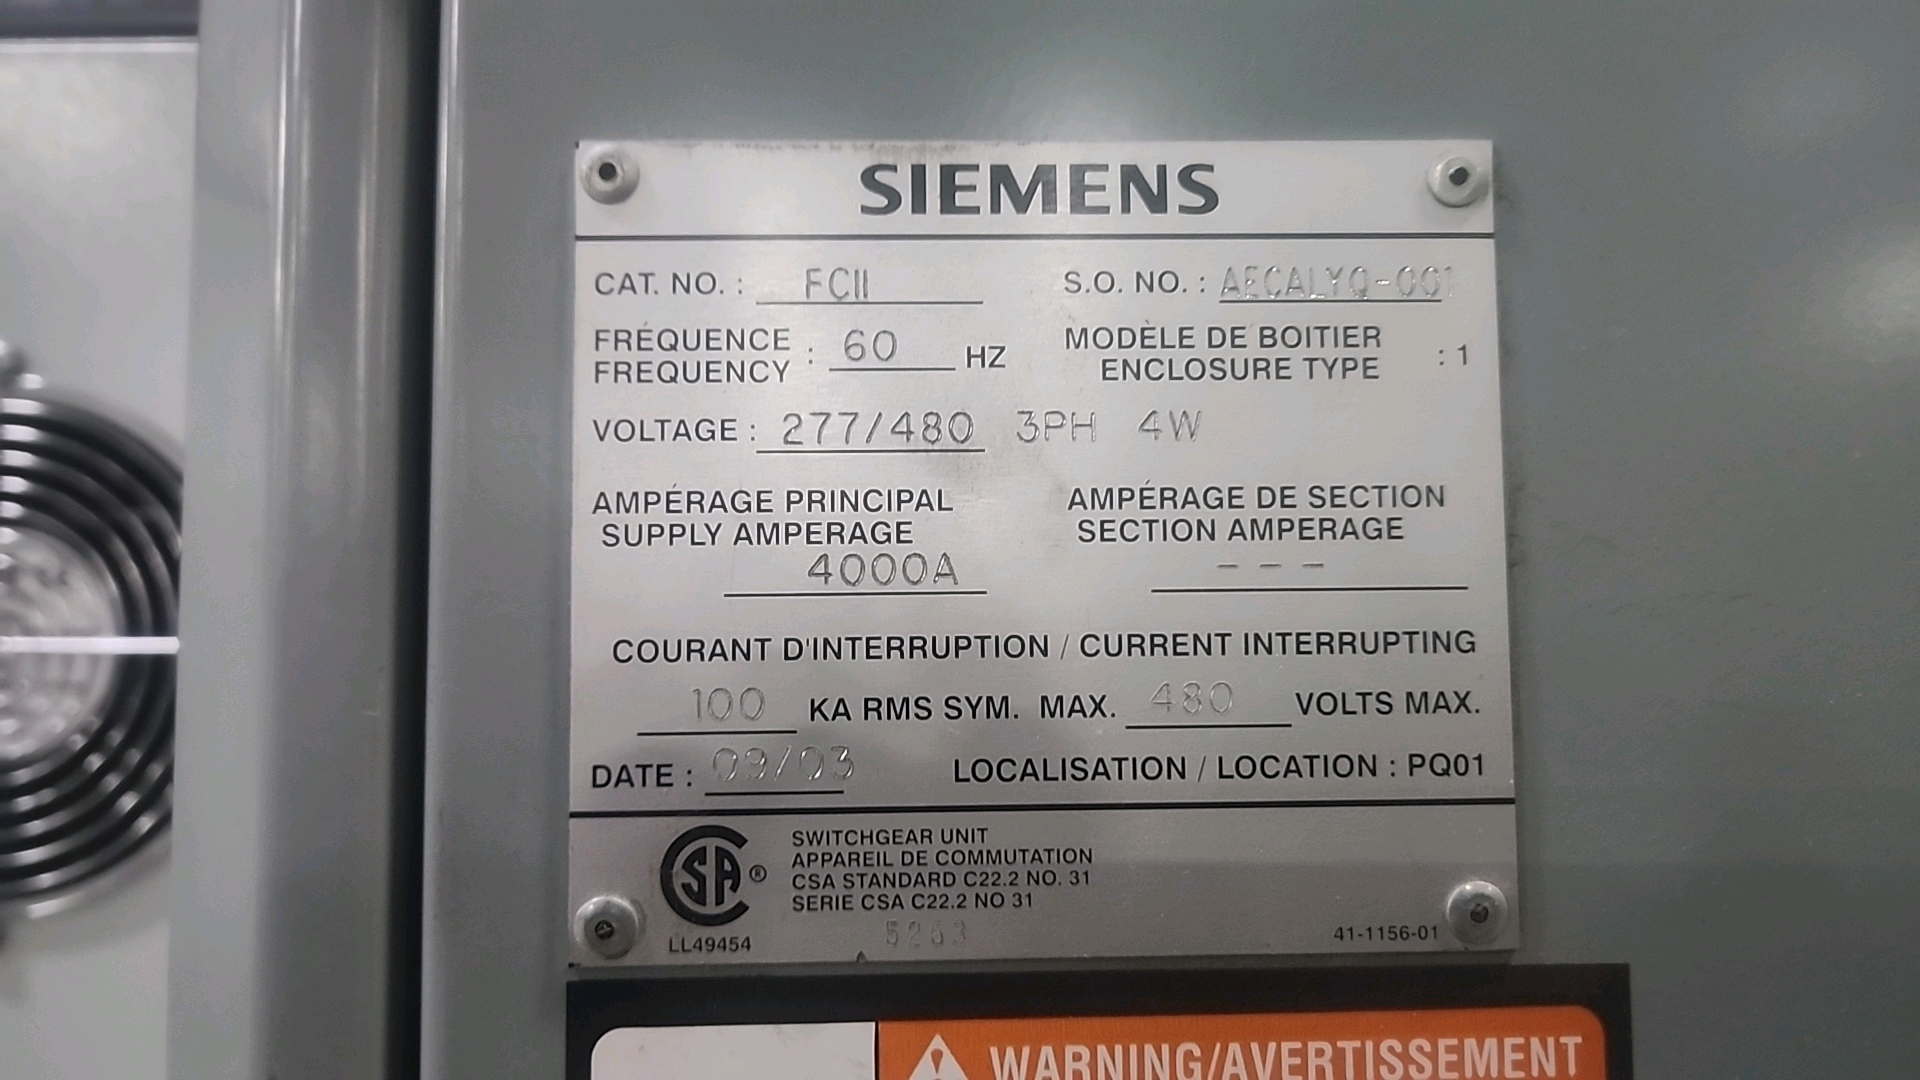 SIEMENS
CAT. NO. : FCII S.O. NO. : AECALYQ-001
FRÉQUENCE MODÈLE DE BOITIER
FREQUENCY : 60 HZ ENCLOSURE TYPE : 1
VOLTAGE : 277/480 3PH 4W
AMPÉRAGE PRINCIPAL AMPÉRAGE DE SECTION
SUPPLY AMPERAGE SECTION AMPERAGE
4000A ---
COURANT D'INTERRUPTION / CURRENT INTERRUPTING
100 KA RMS SYM. MAX. 480 VOLTS MAX.
DATE : 09/03 LOCALISATION / LOCATION : PQ01
SWITCHGEAR UNIT
APPAREIL DE COMMUTATION
CSA STANDARD C22.2 NO. 31
SERIE CSA C22.2 NO 31
SA ®
LL49454 5263 41-1156-01
WARNING/AVERTISSEMENT